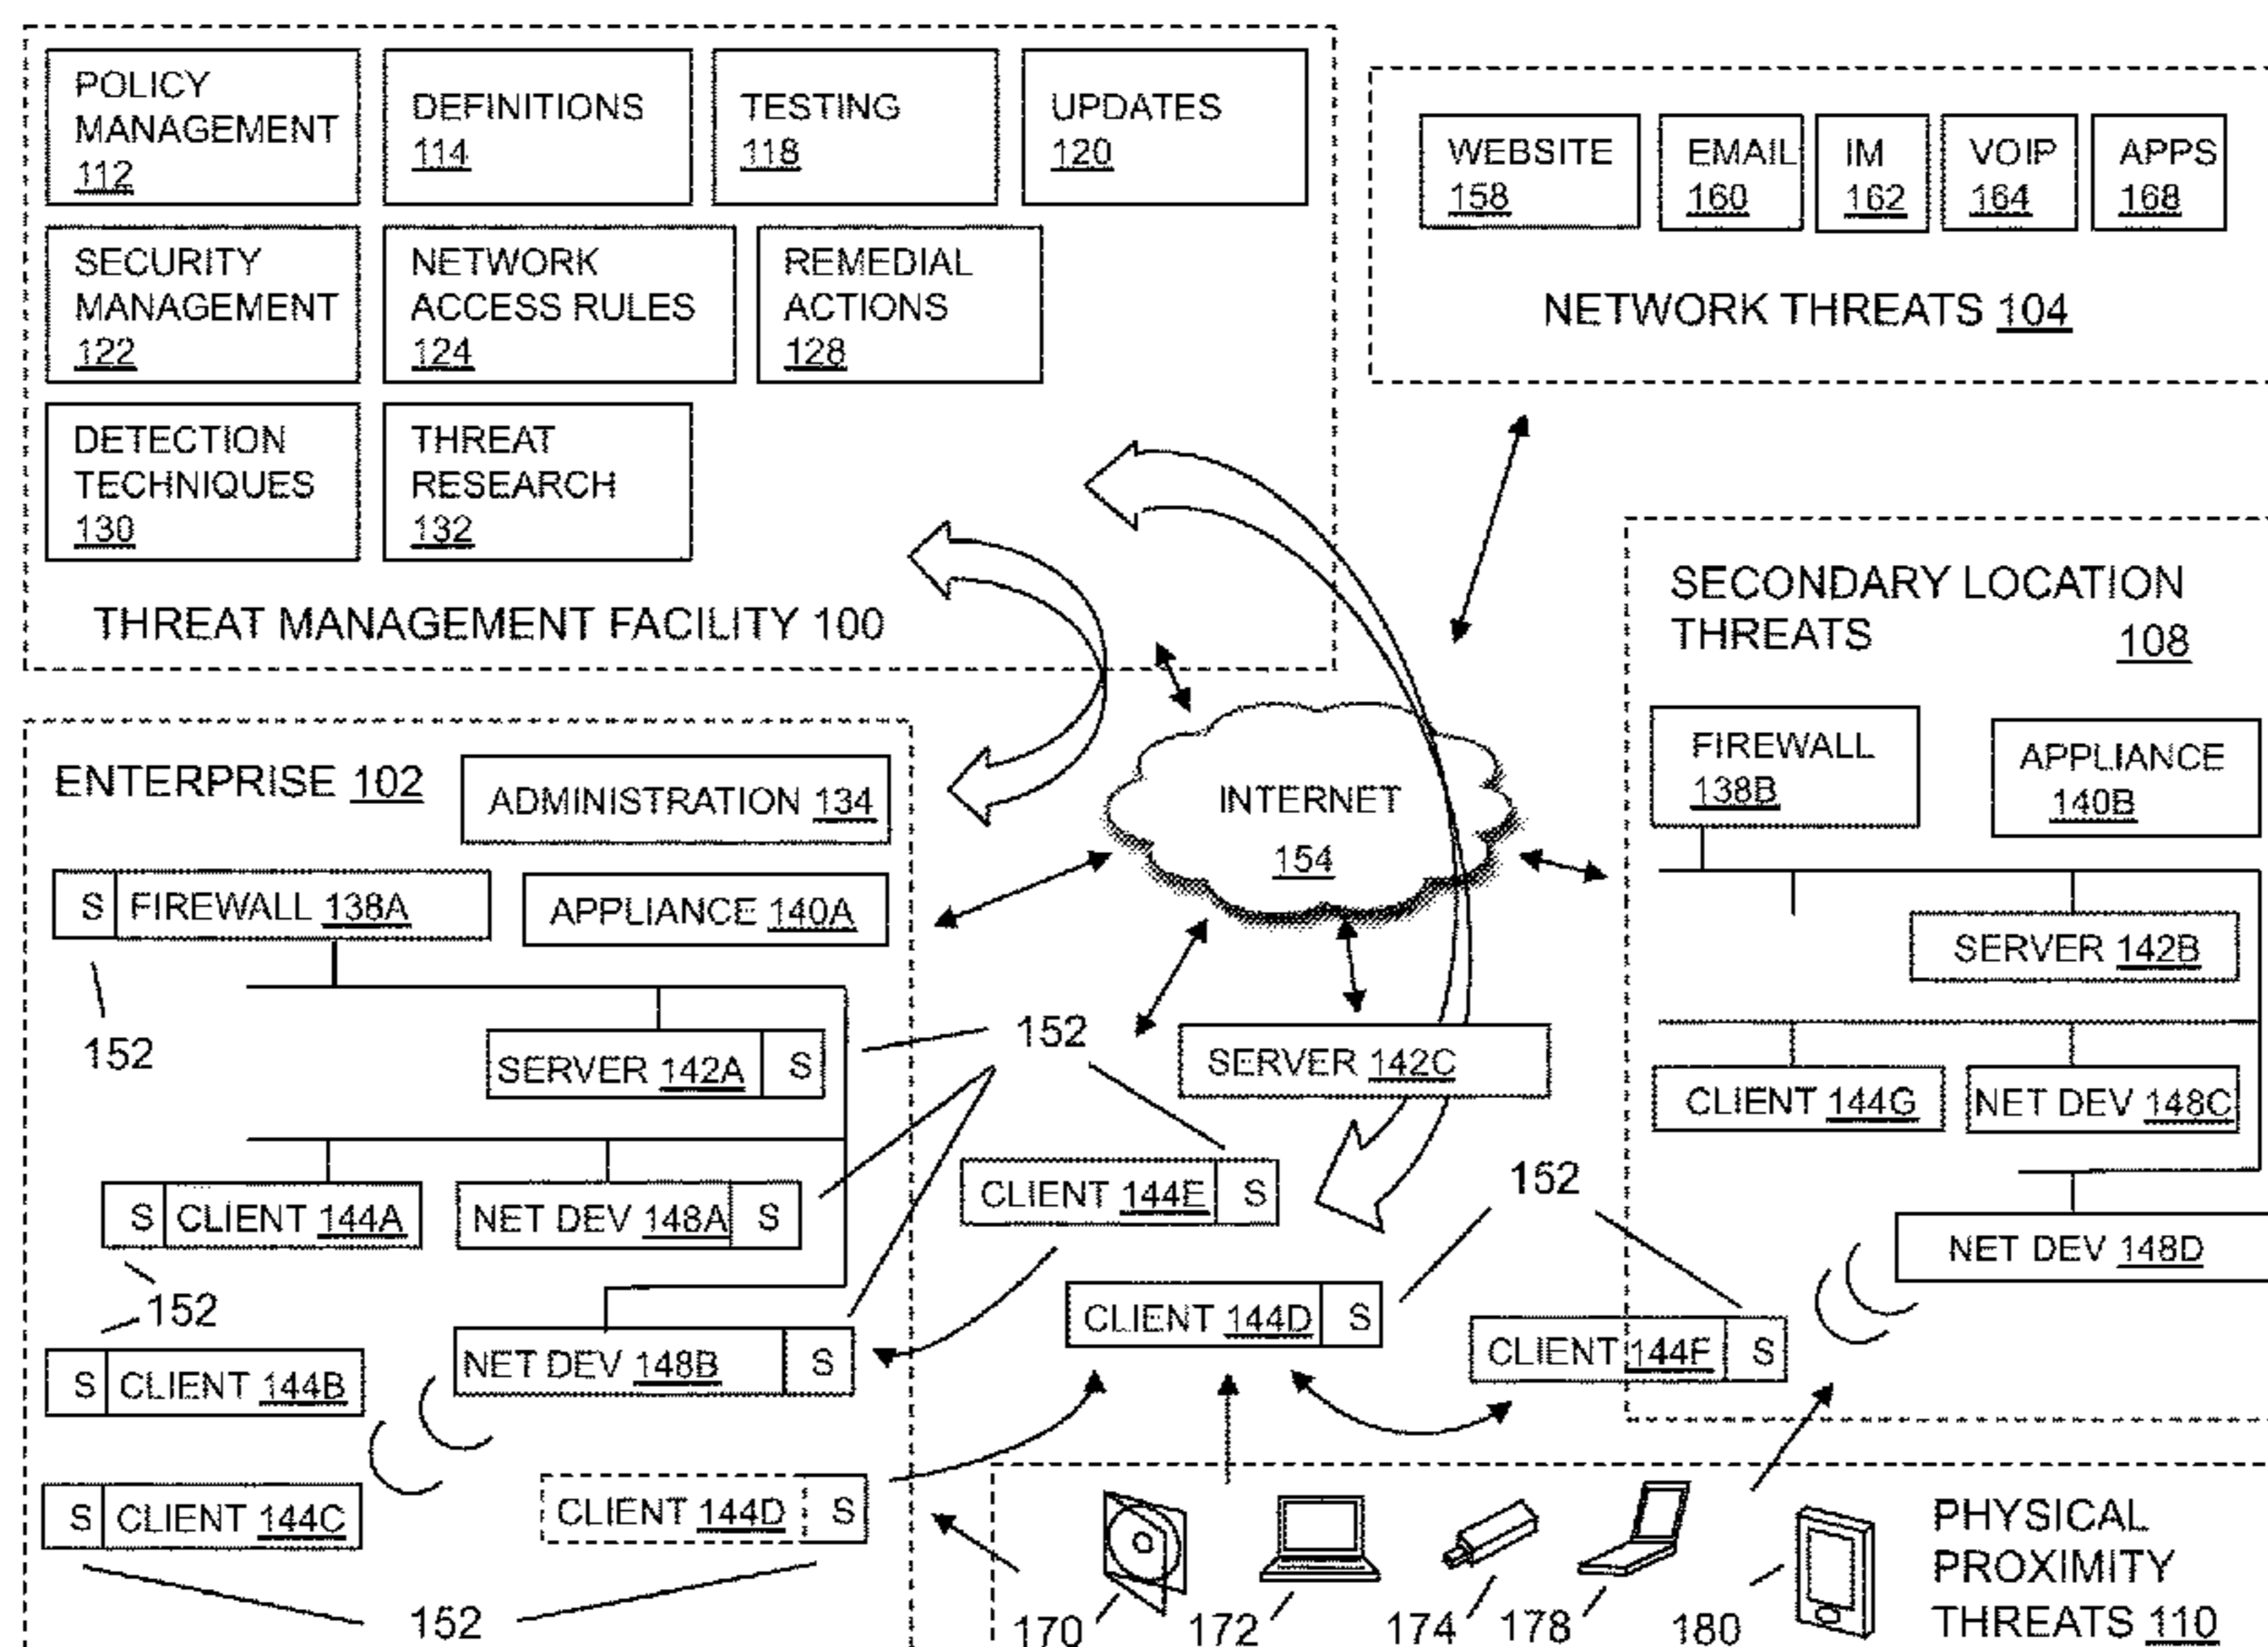 POLICY
MANAGEMENT
112
DEFINITIONS
114
TESTING
118
UPDATES
120
SECURITY
MANAGEMENT
122
NETWORK
ACCESS RULES
124
REMEDIAL
ACTIONS
128
DETECTION
TECHNIQUES
130
THREAT
RESEARCH
132
THREAT MANAGEMENT FACILITY 100
WEBSITE
158
EMAIL
160
IM
162
VOIP
164
APPS
168
NETWORK THREATS 104
SECONDARY LOCATION
THREATS 108
FIREWALL
138B
APPLIANCE
140B
SERVER 142B
CLIENT 144G
NET DEV 148C
NET DEV 148D
ENTERPRISE 102
ADMINISTRATION 134
S FIREWALL 138A
APPLIANCE 140A
152
SERVER 142A S
S CLIENT 144A
NET DEV 148A S
152
S CLIENT 144B
NET DEV 148B S
S CLIENT 144C
CLIENT 144D S
152
INTERNET
154
152
SERVER 142C
CLIENT 144E S
152
CLIENT 144D S
CLIENT 144F S
170
172
174
178
180
PHYSICAL
PROXIMITY
THREATS 110